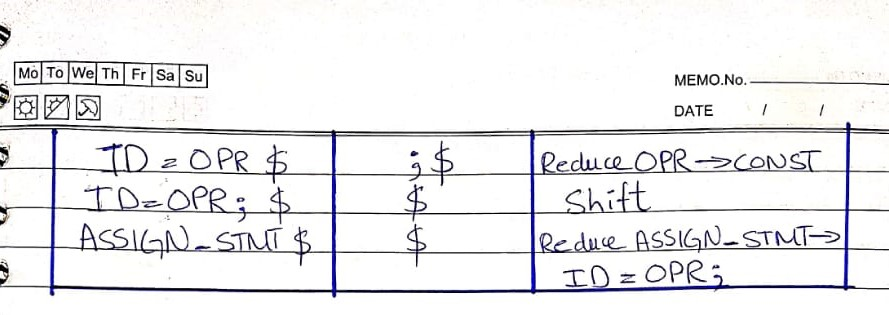 Mo To We Th Fr Sa Su
MEMO.No.
DATE / /
ID = OPR $ ; $ Reduce OPR → CONST
ID = OPR ; $ $ Shift
ASSIGN_STMT $ $ Reduce ASSIGN_STMT →
ID = OPR ;